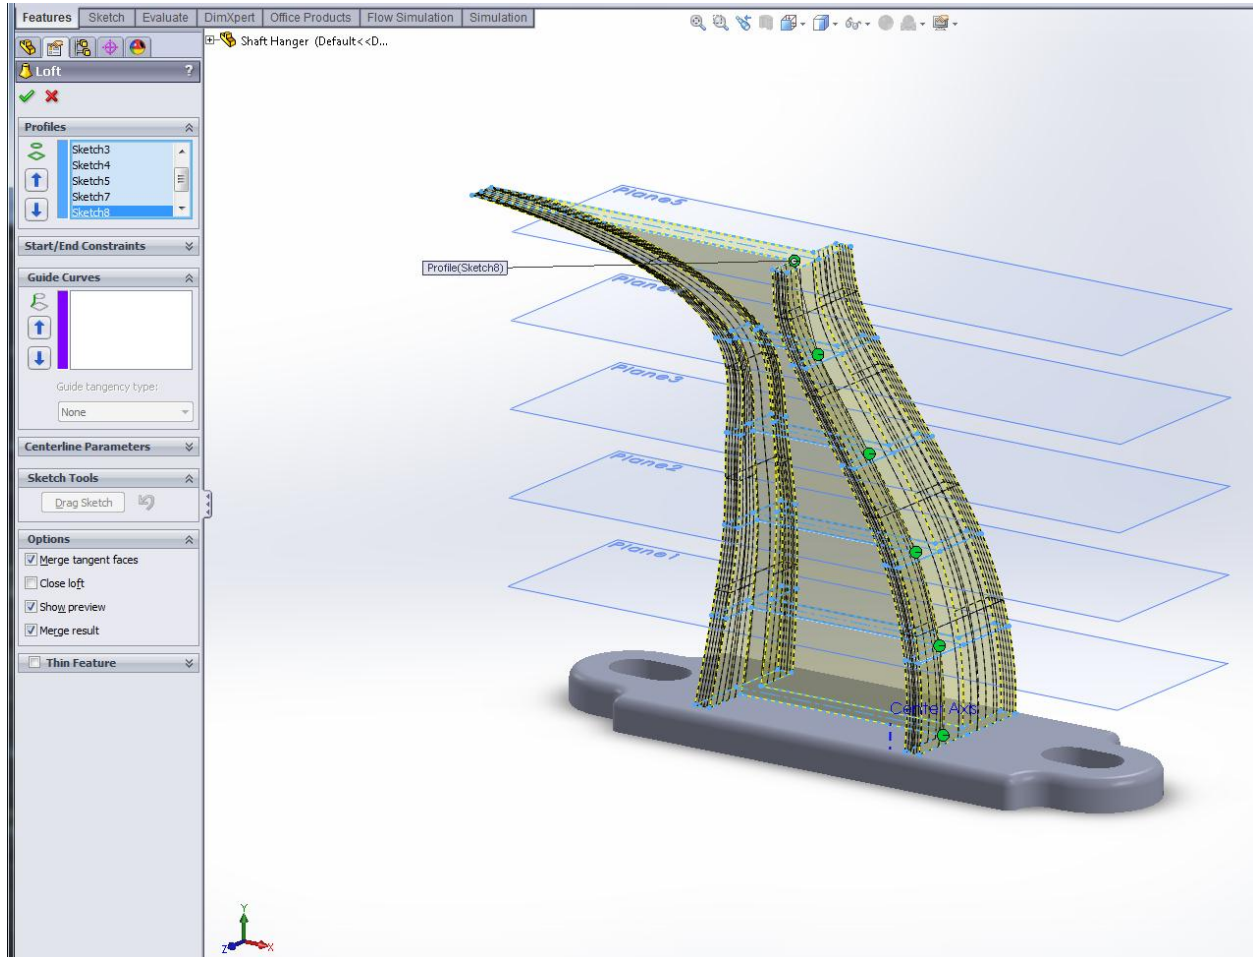 Features Sketch Evaluate DimXpert Office Products Flow Simulation Simulation
Shaft Hanger (Default<<D...
Loft ?
Profiles
Sketch3
Sketch4
Sketch5
Sketch7
Sketch8
Start/End Constraints
Guide Curves
Guide tangency type:
None
Centerline Parameters
Sketch Tools
Drag Sketch
Options
Merge tangent faces
Close loft
Show preview
Merge result
Thin Feature
Plane5
Profile(Sketch8)
Plane3
Plane2
Plane1
Center Axis
Y
Z X